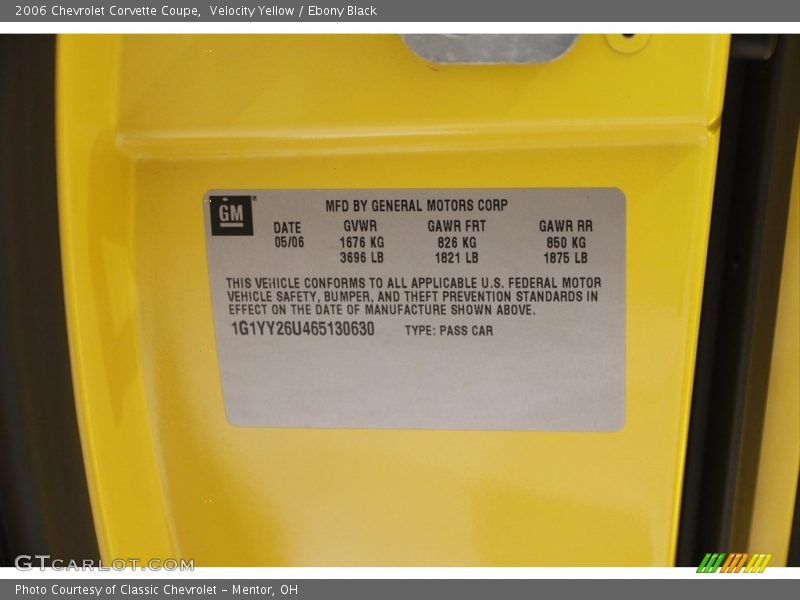 2006 Chevrolet Corvette Coupe,  Velocity Yellow / Ebony Black
GM
MFD BY GENERAL MOTORS CORP
DATE GVWR GAWR FRT GAWR RR
05/06 1676 KG 826 KG 850 KG
3696 LB 1821 LB 1875 LB
THIS VEHICLE CONFORMS TO ALL APPLICABLE U.S. FEDERAL MOTOR
VEHICLE SAFETY, BUMPER, AND THEFT PREVENTION STANDARDS IN
EFFECT ON THE DATE OF MANUFACTURE SHOWN ABOVE.
1G1YY26U465130630 TYPE: PASS CAR
GTCARLOT.COM
Photo Courtesy of Classic Chevrolet - Mentor, OH